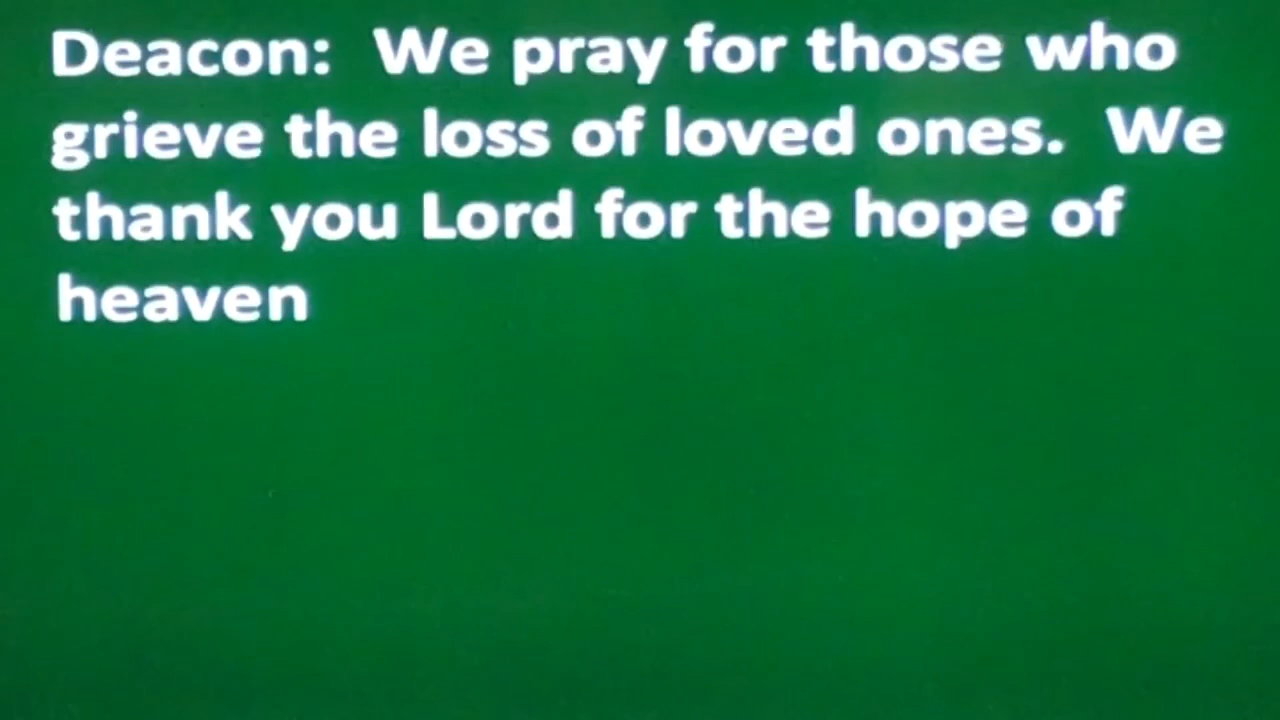 Deacon:  We pray for those who
grieve the loss of loved ones.  We
thank you Lord for the hope of
heaven